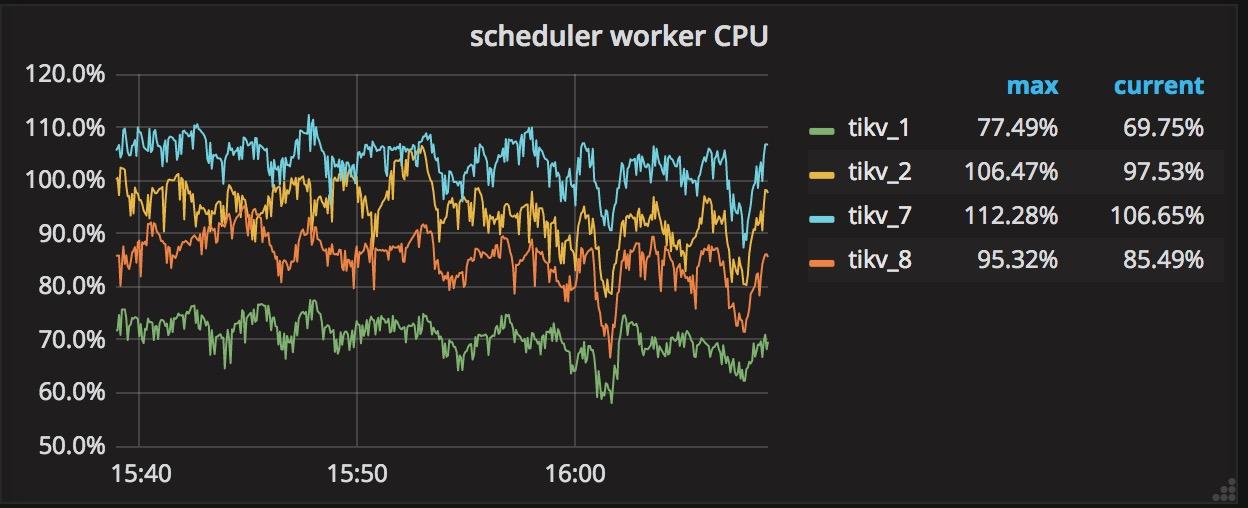 scheduler worker CPU
120.0%
110.0%
100.0%
90.0%
80.0%
70.0%
60.0%
50.0%
15:40 15:50 16:00
max current
tikv_1 77.49% 69.75%
tikv_2 106.47% 97.53%
tikv_7 112.28% 106.65%
tikv_8 95.32% 85.49%